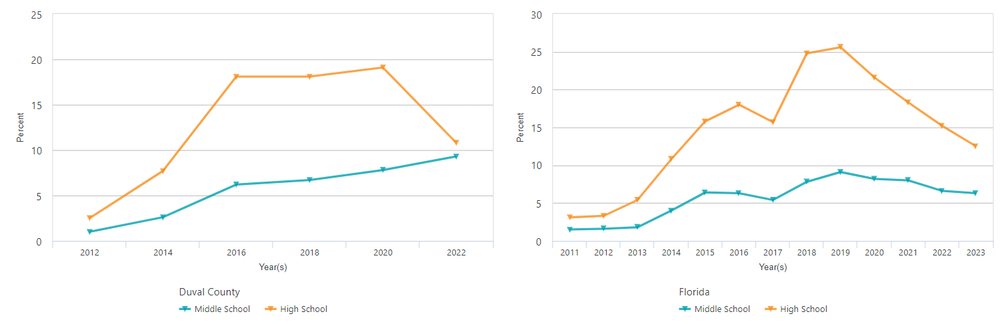 25
20
15
10
5
0
Percent
2012 2014 2016 2018 2020 2022
Year(s)
Duval County
Middle School High School
30
25
20
15
10
5
0
Percent
2011 2012 2013 2014 2015 2016 2017 2018 2019 2020 2021 2022 2023
Year(s)
Florida
Middle School High School